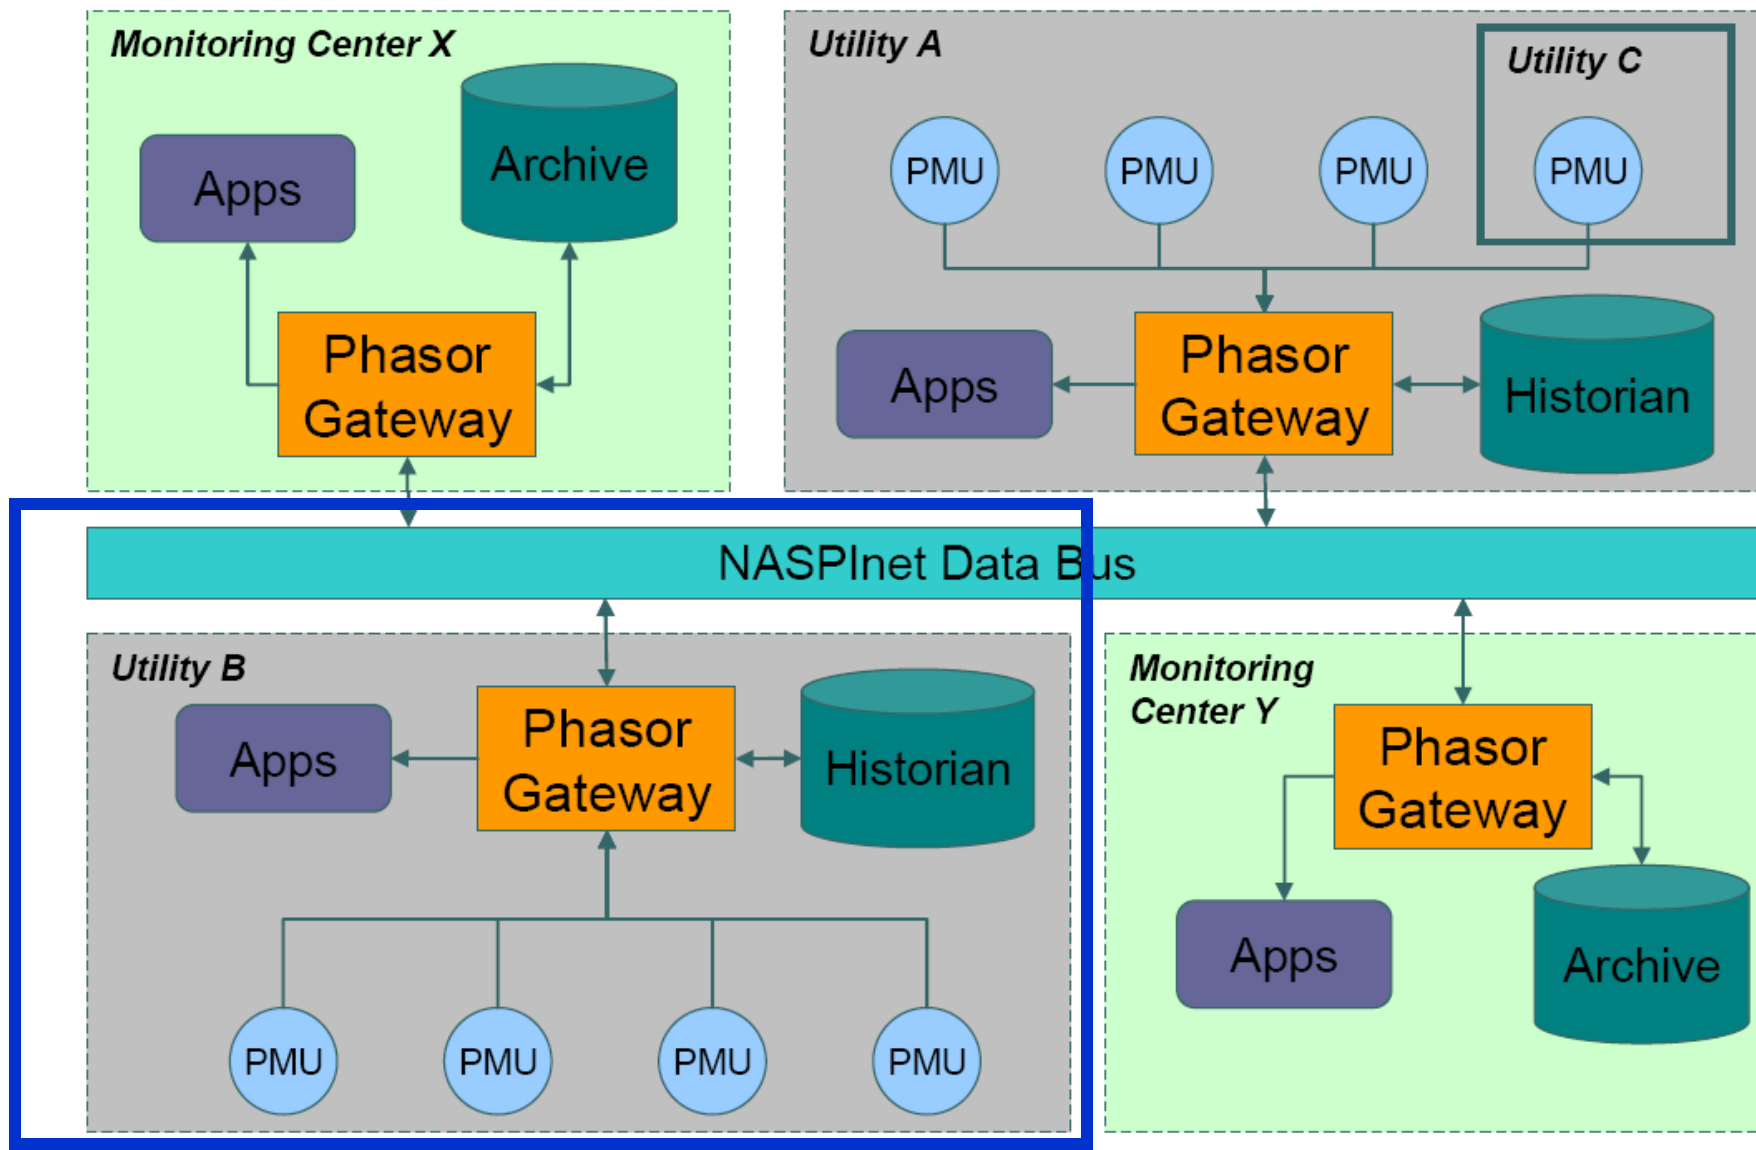 Monitoring Center X
Apps
Archive
Phasor
Gateway
Utility A
Utility C
PMU
PMU
PMU
PMU
Apps
Phasor
Gateway
Historian
NASPInet Data Bus
Utility B
Apps
Phasor
Gateway
Historian
PMU
PMU
PMU
PMU
Monitoring
Center Y
Phasor
Gateway
Apps
Archive